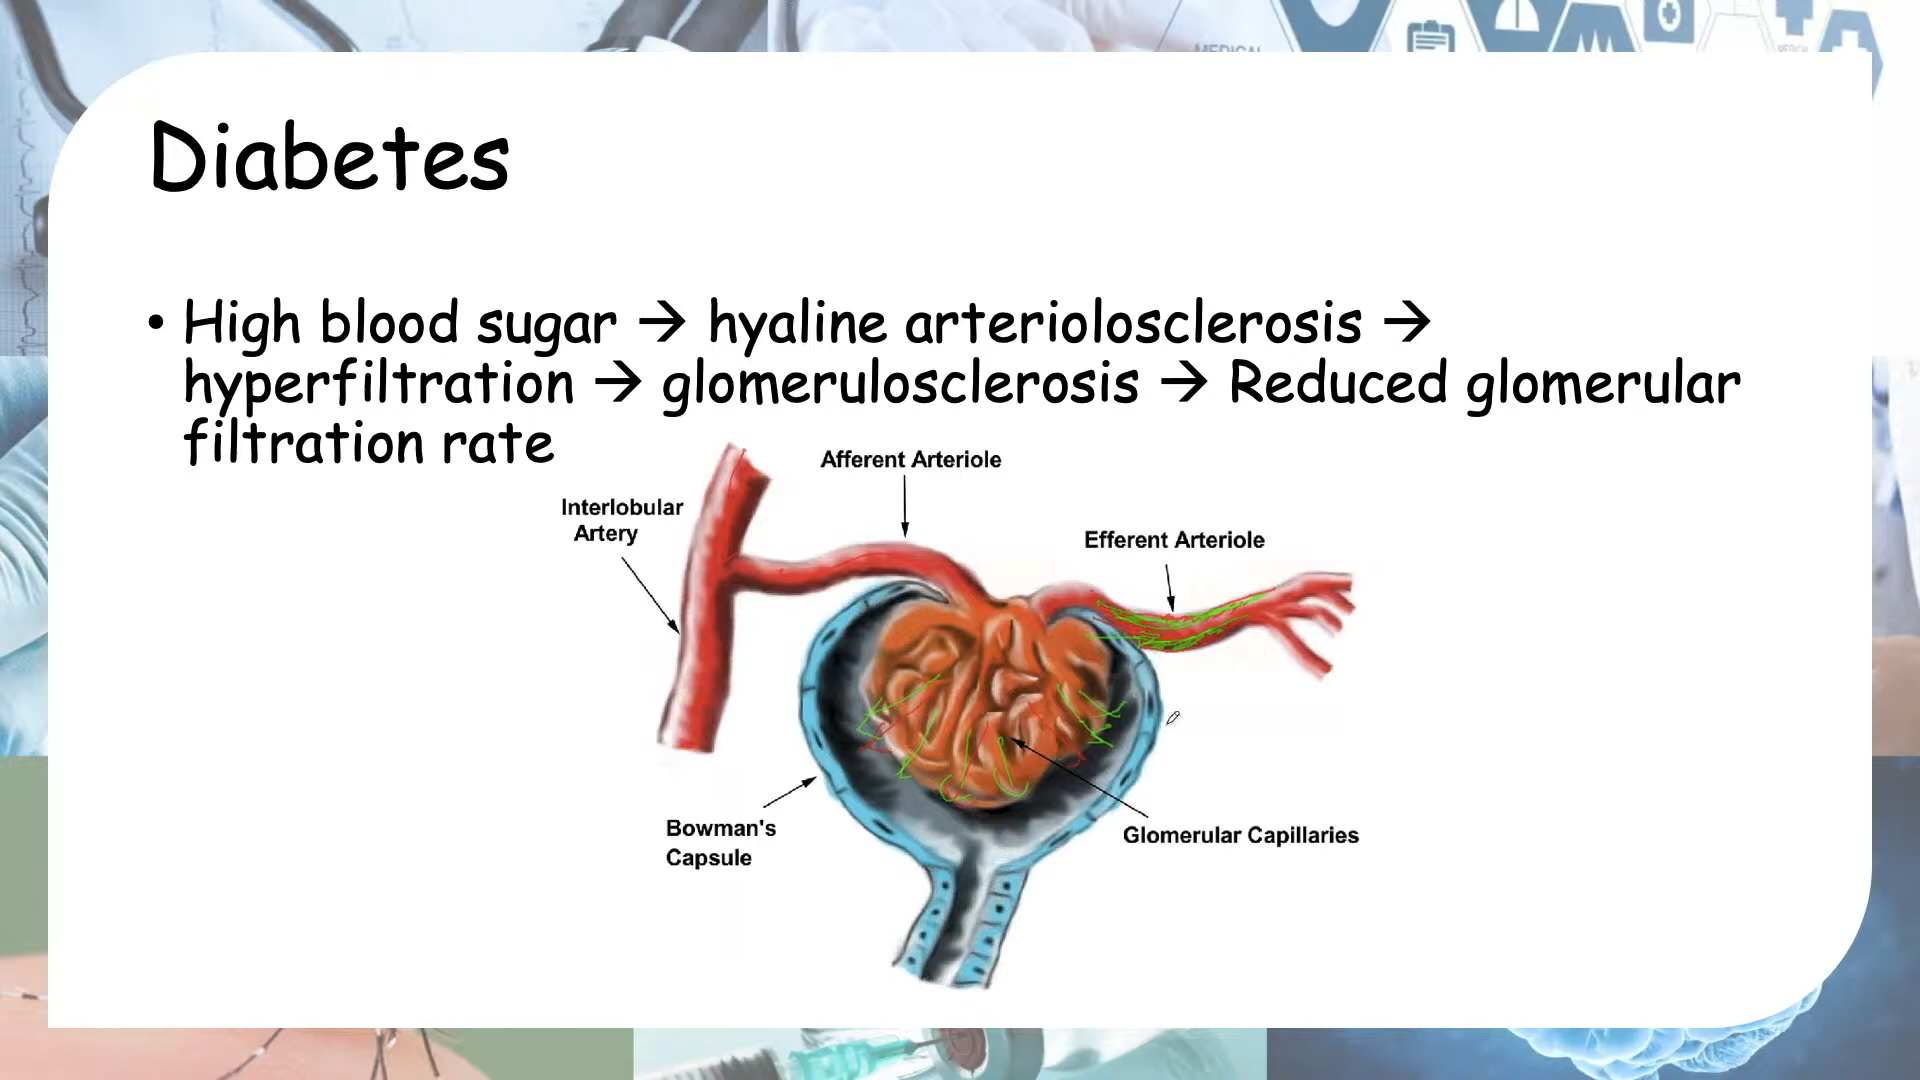 MEDICAL
Diabetes
• High blood sugar → hyaline arteriolosclerosis →
hyperfiltration → glomerulosclerosis → Reduced glomerular
filtration rate
Afferent Arteriole
Interlobular
Artery
Efferent Arteriole
Bowman's
Capsule
Glomerular Capillaries